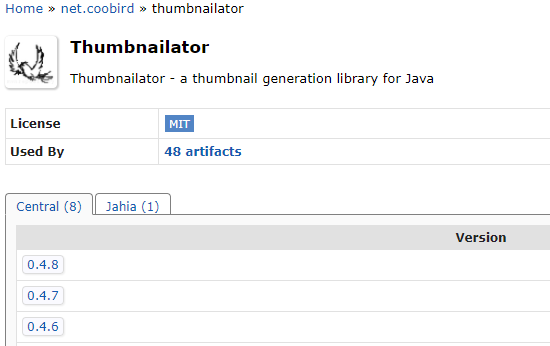 Home » net.coobird » thumbnailator
Thumbnailator
Thumbnailator - a thumbnail generation library for Java
License MIT
Used By 48 artifacts
Central (8) Jahia (1)
Version
0.4.8
0.4.7
0.4.6